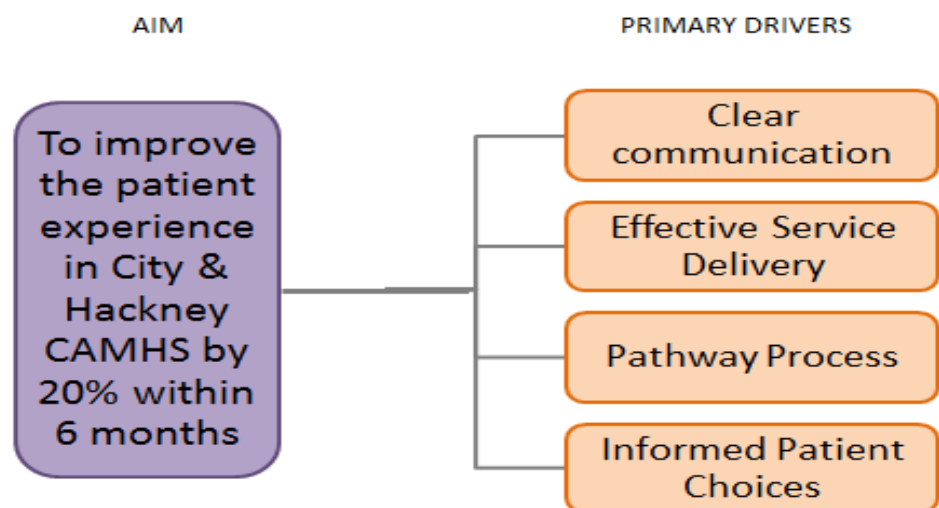 AIM
PRIMARY DRIVERS
To improve
the patient
experience
in City &
Hackney
CAMHS by
20% within
6 months
Clear
communication
Effective Service
Delivery
Pathway Process
Informed Patient
Choices